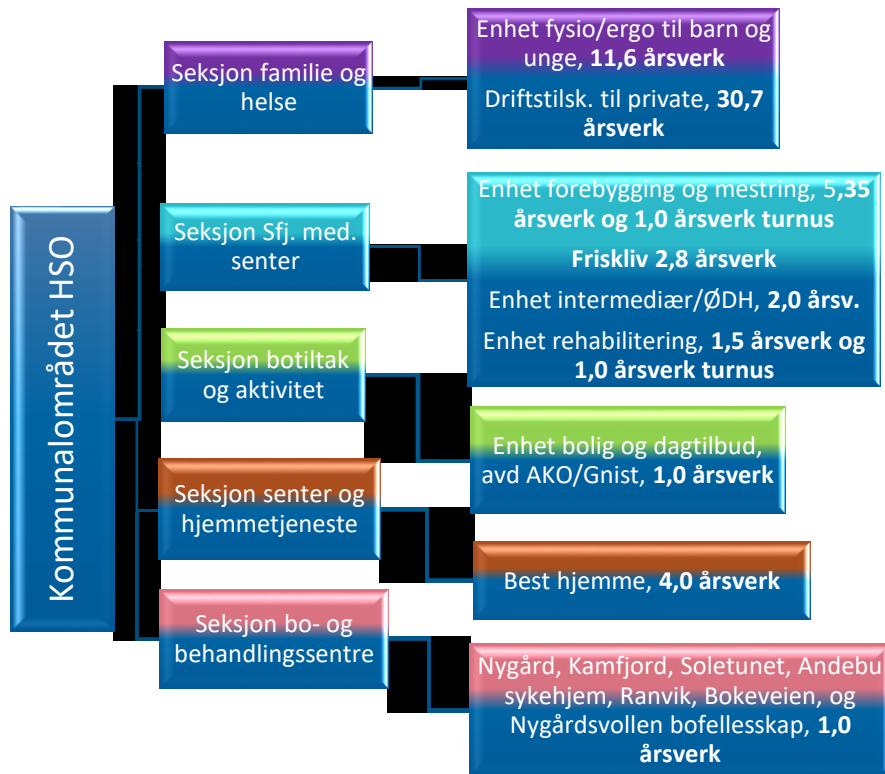 Kommunalområdet HSO
Seksjon familie og
helse
Enhet fysio/ergo til barn og
unge, 11,6 årsverk
Driftstilsk. til private, 30,7
årsverk
Seksjon Sfj. med.
senter
Enhet forebygging og mestring, 5,35
årsverk og 1,0 årsverk turnus
Friskliv 2,8 årsverk
Enhet intermediær/ØDH, 2,0 årsv.
Enhet rehabilitering, 1,5 årsverk og
1,0 årsverk turnus
Seksjon botiltak
og aktivitet
Enhet bolig og dagtilbud,
avd AKO/Gnist, 1,0 årsverk
Seksjon senter og
hjemmetjeneste
Best hjemme, 4,0 årsverk
Seksjon bo- og
behandlingssentre
Nygård, Kamfjord, Soletunet, Andebu
sykehjem, Ranvik, Bokeveien, og
Nygårdsvollen bofellesskap, 1,0
årsverk